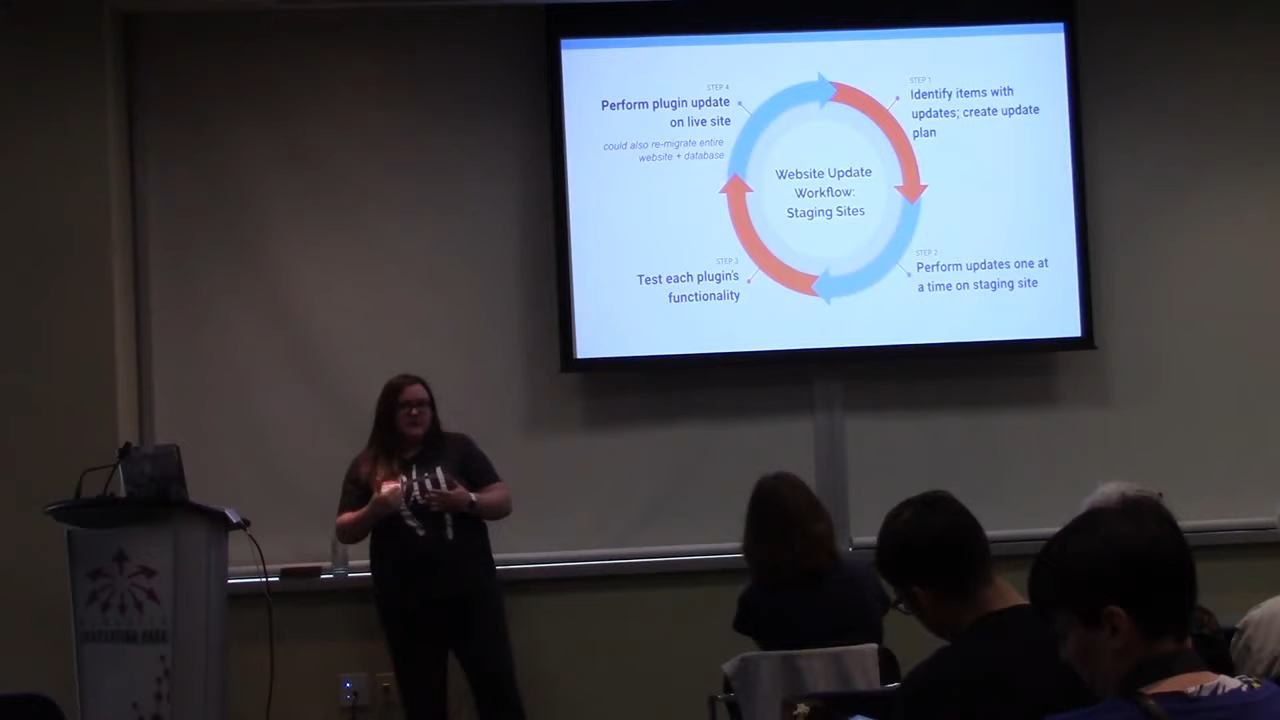 STEP 1
Identify items with
updates; create update
plan
STEP 2
Perform updates one at
a time on staging site
STEP 3
Test each plugin's
functionality
STEP 4
Perform plugin update
on live site
could also re-migrate entire
website + database
Website Update
Workflow:
Staging Sites